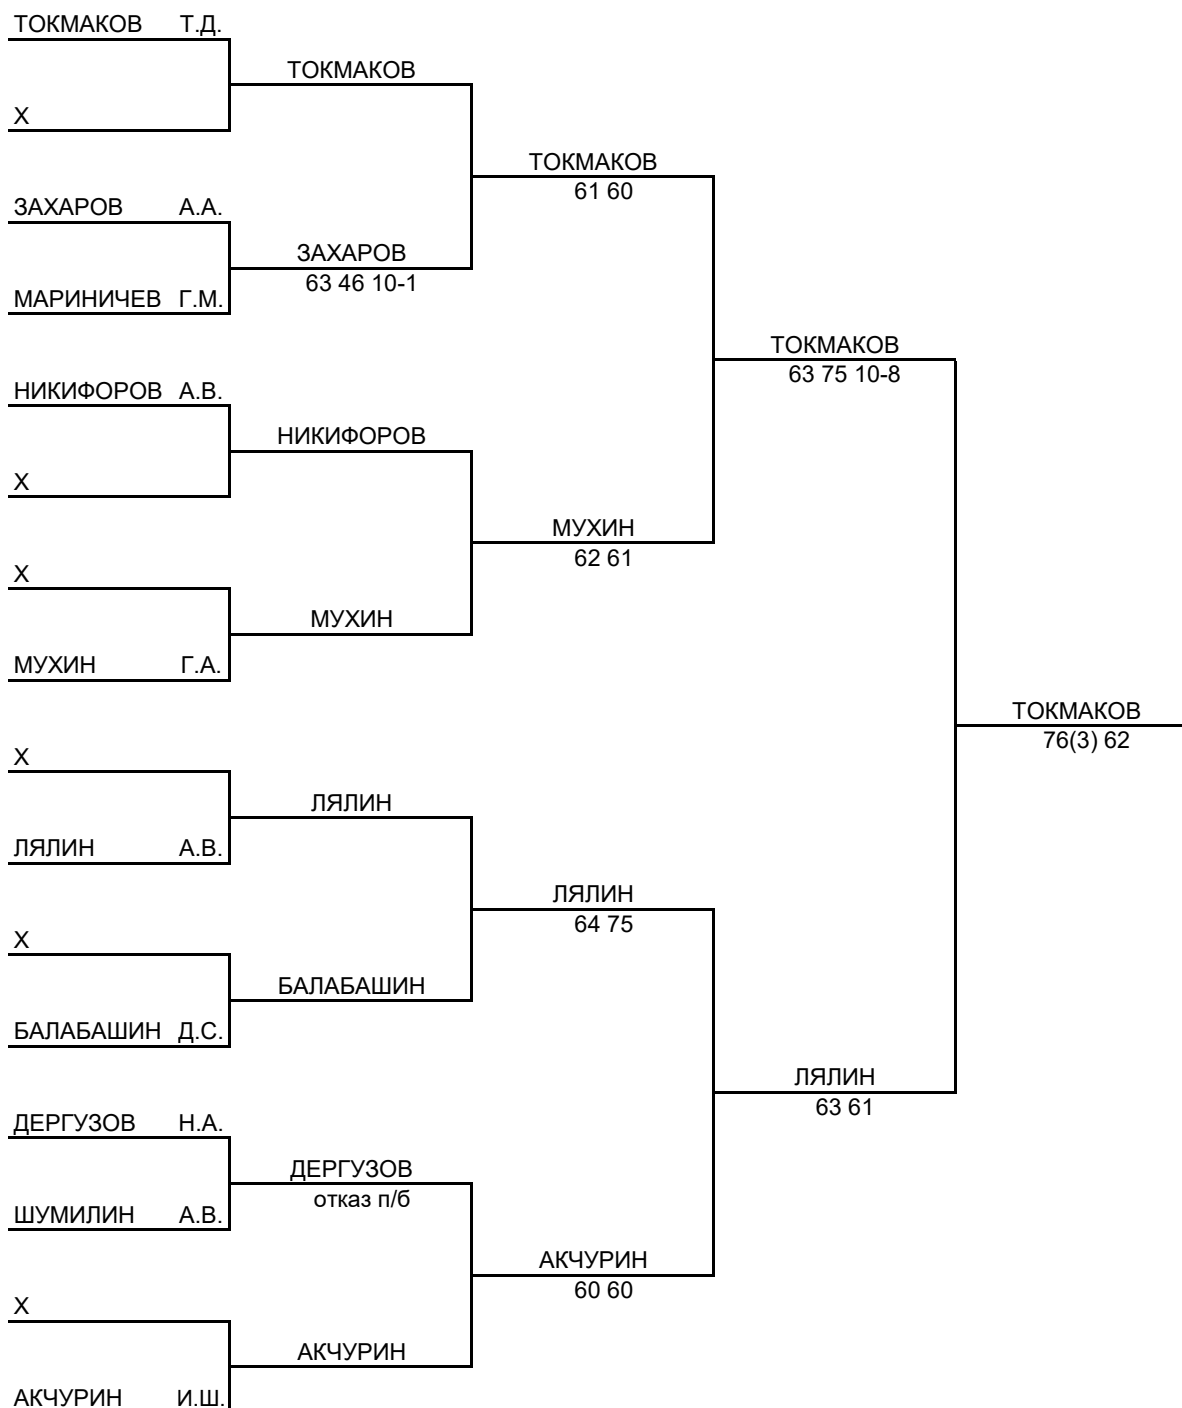 ТОКМАКОВ Т.Д.
ТОКМАКОВ
Х
ТОКМАКОВ
61 60
ЗАХАРОВ А.А.
ЗАХАРОВ
63 46 10-1
МАРИНИЧЕВ Г.М.
ТОКМАКОВ
63 75 10-8
НИКИФОРОВ А.В.
НИКИФОРОВ
Х
МУХИН
62 61
Х
МУХИН
МУХИН Г.А.
ТОКМАКОВ
76(3) 62
Х
ЛЯЛИН
ЛЯЛИН А.В.
ЛЯЛИН
64 75
Х
БАЛАБАШИН
БАЛАБАШИН Д.С.
ЛЯЛИН
63 61
ДЕРГУЗОВ Н.А.
ДЕРГУЗОВ
отказ п/б
ШУМИЛИН А.В.
АКЧУРИН
60 60
Х
АКЧУРИН
АКЧУРИН И.Ш.